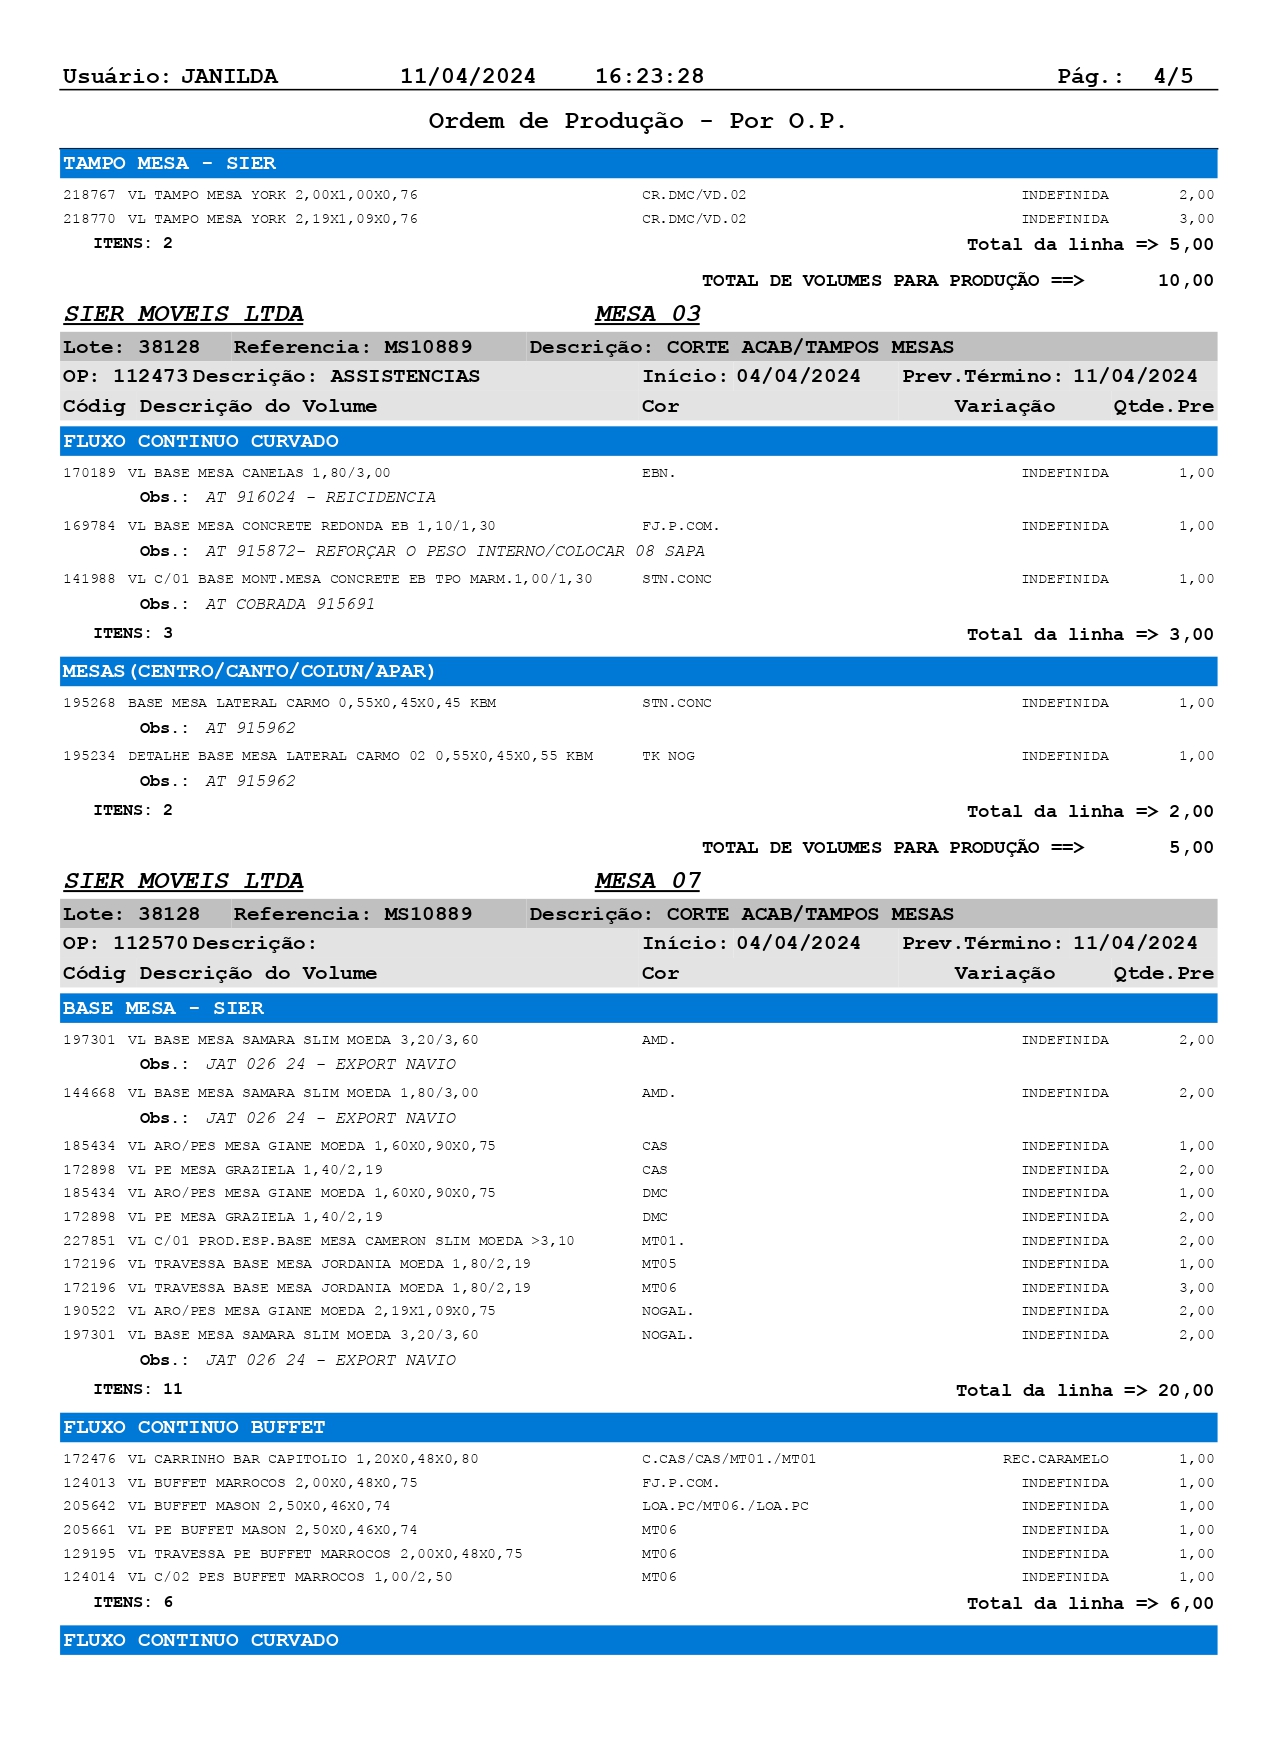 Usuário: JANILDA 11/04/2024 16:23:28 Pág.: 4/5
Ordem de Produção - Por O.P.
TAMPO MESA - SIER
218767 VL TAMPO MESA YORK 2,00X1,00X0,76 CR.DMC/VD.02 INDEFINIDA 2,00
218770 VL TAMPO MESA YORK 2,19X1,09X0,76 CR.DMC/VD.02 INDEFINIDA 3,00
ITENS: 2 Total da linha => 5,00
TOTAL DE VOLUMES PARA PRODUÇÃO ==> 10,00
SIER MOVEIS LTDA MESA 03
Lote: 38128 Referencia: MS10889 Descrição: CORTE ACAB/TAMPOS MESAS
OP: 112473 Descrição: ASSISTENCIAS Início: 04/04/2024 Prev.Término: 11/04/2024
Códig Descrição do Volume Cor Variação Qtde.Pre
FLUXO CONTINUO CURVADO
170189 VL BASE MESA CANELAS 1,80/3,00 EBN. INDEFINIDA 1,00
Obs.: AT 916024 - REICIDENCIA
169784 VL BASE MESA CONCRETE REDONDA EB 1,10/1,30 FJ.P.COM. INDEFINIDA 1,00
Obs.: AT 915872- REFORÇAR O PESO INTERNO/COLOCAR 08 SAPA
141988 VL C/01 BASE MONT.MESA CONCRETE EB TPO MARM.1,00/1,30 STN.CONC INDEFINIDA 1,00
Obs.: AT COBRADA 915691
ITENS: 3 Total da linha => 3,00
MESAS(CENTRO/CANTO/COLUN/APAR)
195268 BASE MESA LATERAL CARMO 0,55X0,45X0,45 KBM STN.CONC INDEFINIDA 1,00
Obs.: AT 915962
195234 DETALHE BASE MESA LATERAL CARMO 02 0,55X0,45X0,55 KBM TK NOG INDEFINIDA 1,00
Obs.: AT 915962
ITENS: 2 Total da linha => 2,00
TOTAL DE VOLUMES PARA PRODUÇÃO ==> 5,00
SIER MOVEIS LTDA MESA 07
Lote: 38128 Referencia: MS10889 Descrição: CORTE ACAB/TAMPOS MESAS
OP: 112570 Descrição: Início: 04/04/2024 Prev.Término: 11/04/2024
Códig Descrição do Volume Cor Variação Qtde.Pre
BASE MESA - SIER
197301 VL BASE MESA SAMARA SLIM MOEDA 3,20/3,60 AMD. INDEFINIDA 2,00
Obs.: JAT 026 24 - EXPORT NAVIO
144668 VL BASE MESA SAMARA SLIM MOEDA 1,80/3,00 AMD. INDEFINIDA 2,00
Obs.: JAT 026 24 - EXPORT NAVIO
185434 VL ARO/PES MESA GIANE MOEDA 1,60X0,90X0,75 CAS INDEFINIDA 1,00
172898 VL PE MESA GRAZIELA 1,40/2,19 CAS INDEFINIDA 2,00
185434 VL ARO/PES MESA GIANE MOEDA 1,60X0,90X0,75 DMC INDEFINIDA 1,00
172898 VL PE MESA GRAZIELA 1,40/2,19 DMC INDEFINIDA 2,00
227851 VL C/01 PROD.ESP.BASE MESA CAMERON SLIM MOEDA >3,10 MT01. INDEFINIDA 2,00
172196 VL TRAVESSA BASE MESA JORDANIA MOEDA 1,80/2,19 MT05 INDEFINIDA 1,00
172196 VL TRAVESSA BASE MESA JORDANIA MOEDA 1,80/2,19 MT06 INDEFINIDA 3,00
190522 VL ARO/PES MESA GIANE MOEDA 2,19X1,09X0,75 NOGAL. INDEFINIDA 2,00
197301 VL BASE MESA SAMARA SLIM MOEDA 3,20/3,60 NOGAL. INDEFINIDA 2,00
Obs.: JAT 026 24 - EXPORT NAVIO
ITENS: 11 Total da linha => 20,00
FLUXO CONTINUO BUFFET
172476 VL CARRINHO BAR CAPITOLIO 1,20X0,48X0,80 C.CAS/CAS/MT01./MT01 REC.CARAMELO 1,00
124013 VL BUFFET MARROCOS 2,00X0,48X0,75 FJ.P.COM. INDEFINIDA 1,00
205642 VL BUFFET MASON 2,50X0,46X0,74 LOA.PC/MT06./LOA.PC INDEFINIDA 1,00
205661 VL PE BUFFET MASON 2,50X0,46X0,74 MT06 INDEFINIDA 1,00
129195 VL TRAVESSA PE BUFFET MARROCOS 2,00X0,48X0,75 MT06 INDEFINIDA 1,00
124014 VL C/02 PES BUFFET MARROCOS 1,00/2,50 MT06 INDEFINIDA 1,00
ITENS: 6 Total da linha => 6,00
FLUXO CONTINUO CURVADO